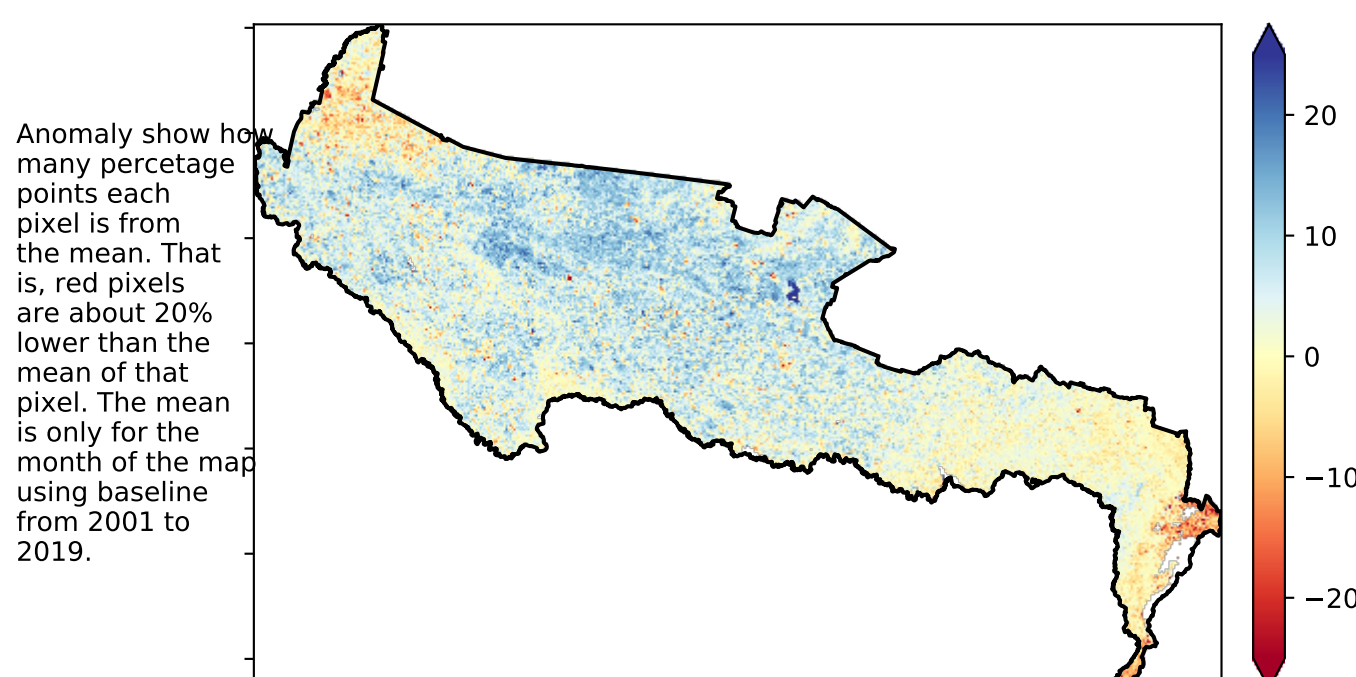 Anomaly show how
many percetage
points each
pixel is from
the mean. That
is, red pixels
are about 20%
lower than the
mean of that
pixel. The mean
is only for the
month of the map
using baseline
from 2001 to
2019.
20
10
0
−10
−20